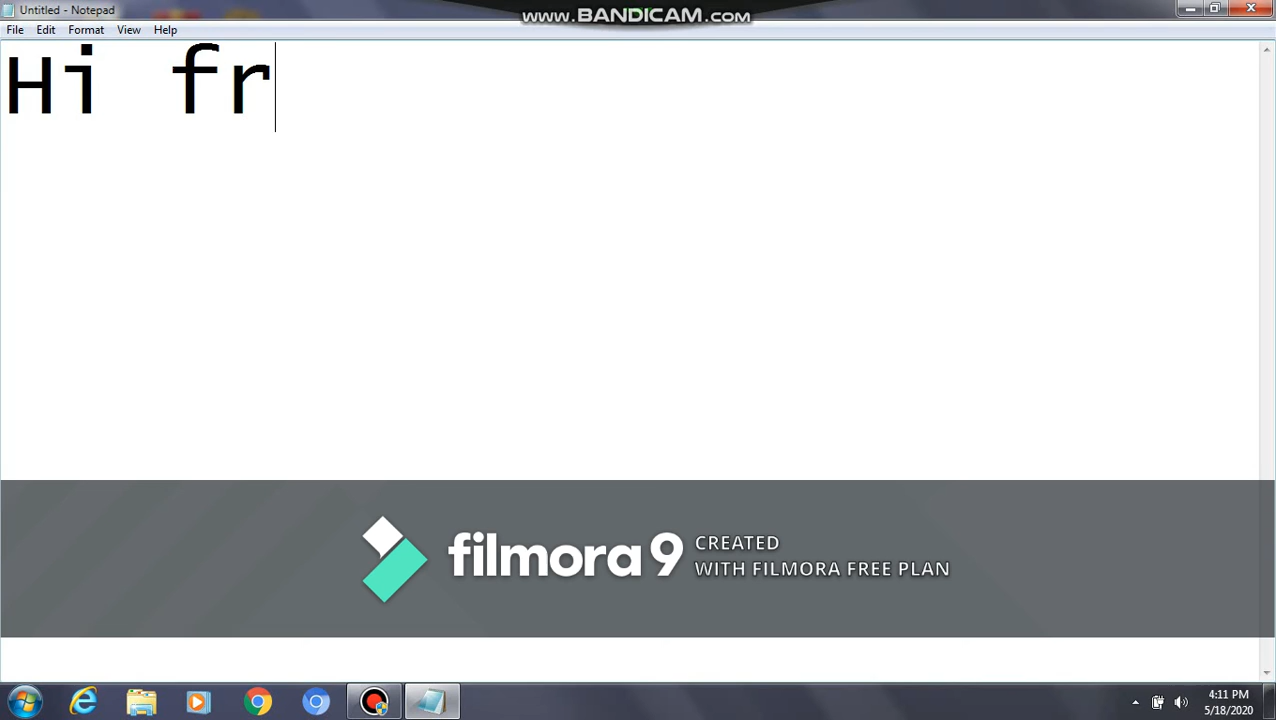 Untitled - Notepad
www.BANDICAM.com
File Edit Format View Help
Hi fr
filmora 9 CREATED
WITH FILMORA FREE PLAN
4:11 PM
5/18/2020